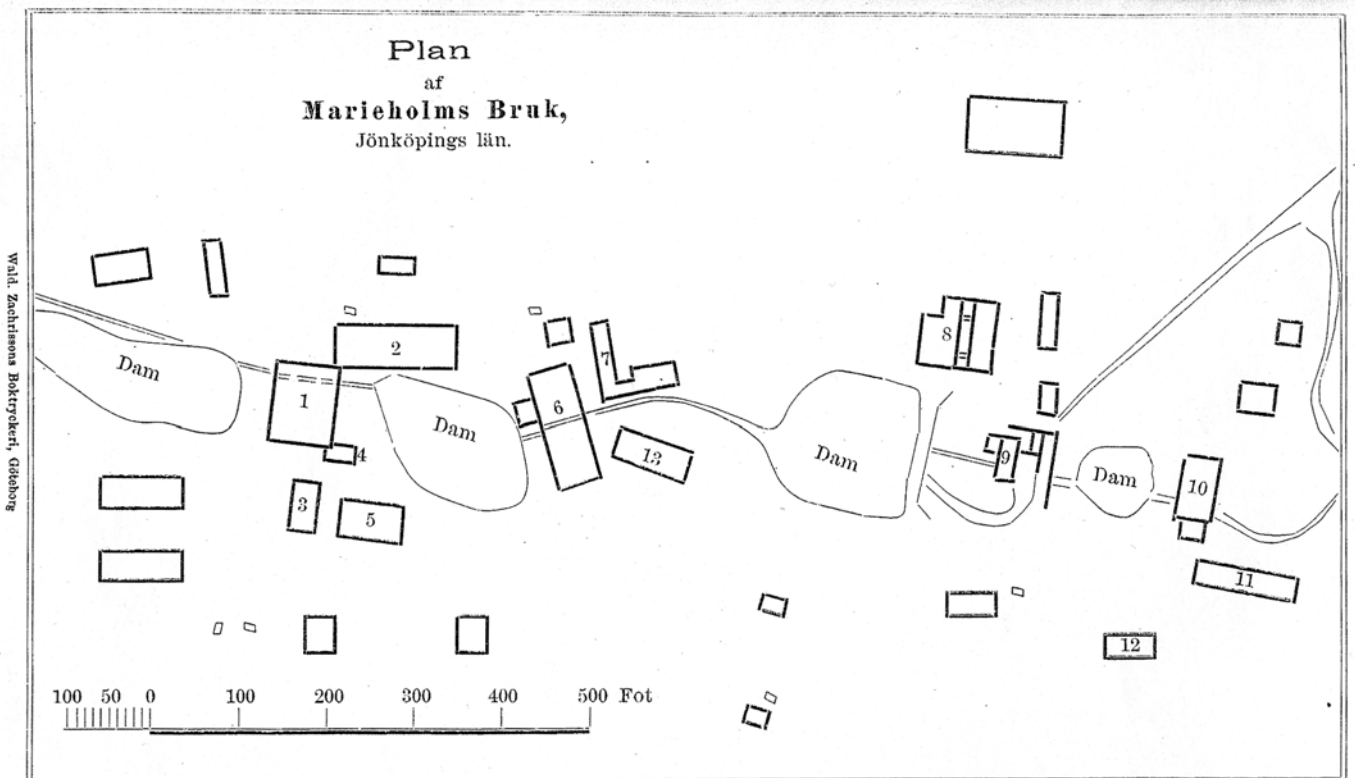 Plan
af
Marieholms Bruk,
Jönköpings län.
Wald. Zachrissons Boktryckeri, Göteborg
Dam
1
2
4
3
5
Dam
6
7
13
Dam
8
9
Dam
10
11
12
100 50 0 100 200 300 400 500 Fot